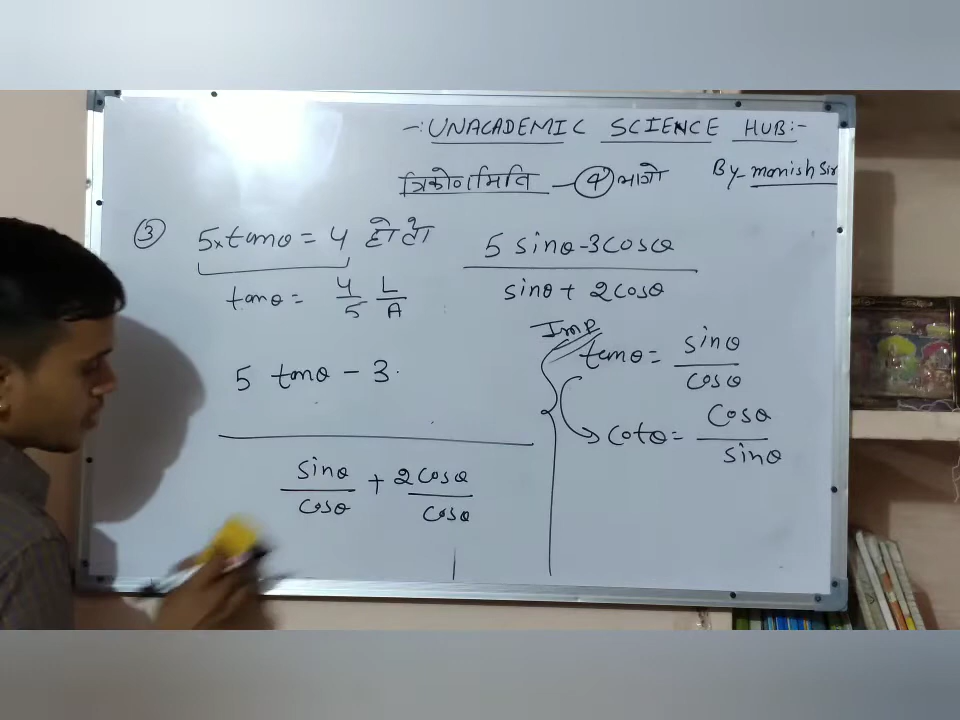 -: UNACADEMIC SCIENCE HUB:-
त्रिकोणमिति - 4 भागो
By - monish Sir
③ 5×tanθ = 4 हो तो
5 sinθ - 3cosθ
sinθ + 2cosθ
tanθ = 4/5 L/A
Imp
tanθ = sinθ/cosθ
cotθ = cosθ/sinθ
5 tanθ - 3
sinθ/cosθ + 2cosθ/cosθ